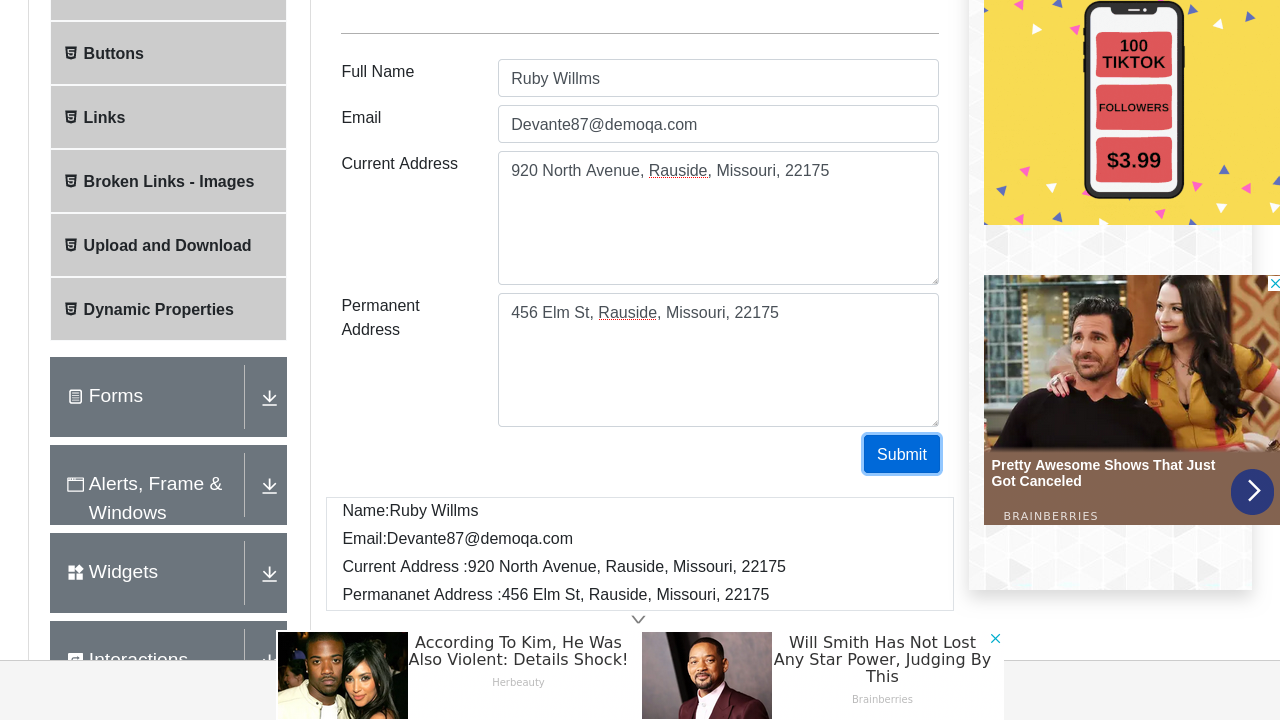 Buttons
Links
Broken Links - Images
Upload and Download
Dynamic Properties
Forms
Alerts, Frame &
Windows
Widgets
Interactions
Full Name
Ruby Willms
Email
Devante87@demoqa.com
Current Address
920 North Avenue, Rauside, Missouri, 22175
Permanent
Address
456 Elm St, Rauside, Missouri, 22175
Submit
Name:Ruby Willms
Email:Devante87@demoqa.com
Current Address :920 North Avenue, Rauside, Missouri, 22175
Permananet Address :456 Elm St, Rauside, Missouri, 22175
100
TIKTOK
FOLLOWERS
$3.99
Pretty Awesome Shows That Just
Got Canceled
BRAINBERRIES
According To Kim, He Was
Also Violent: Details Shock!
Herbeauty
Will Smith Has Not Lost
Any Star Power, Judging By
This
Brainberries